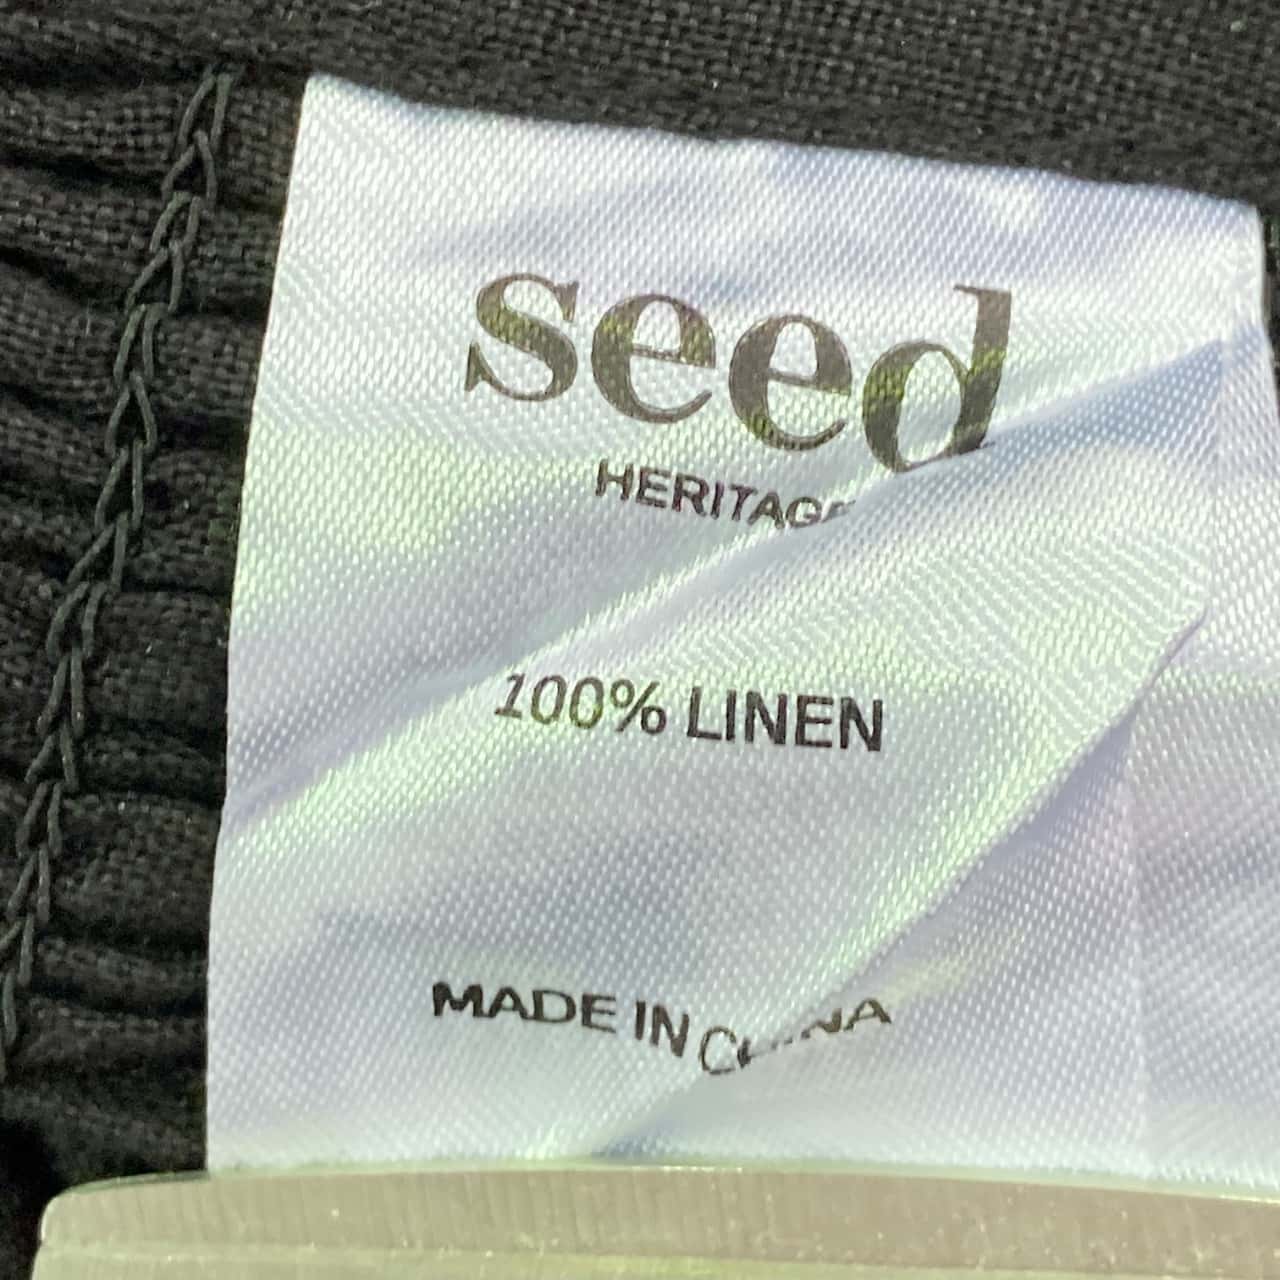 seed
HERITAGE
100% LINEN
MADE IN CHINA